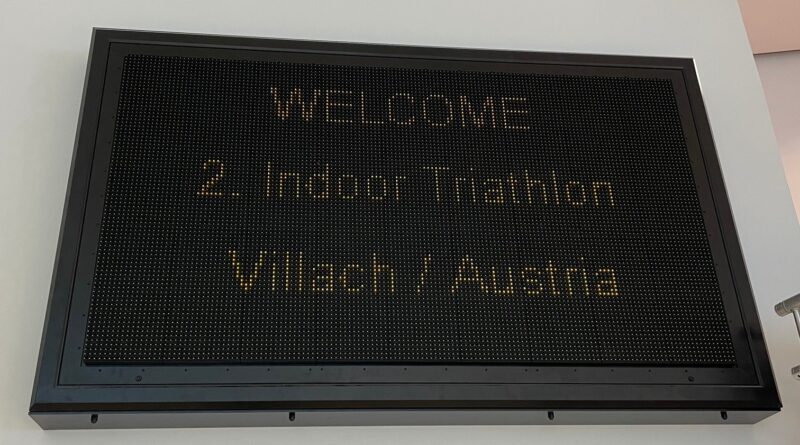 WELCOME
2. Indoor Triathlon
Villach / Austria